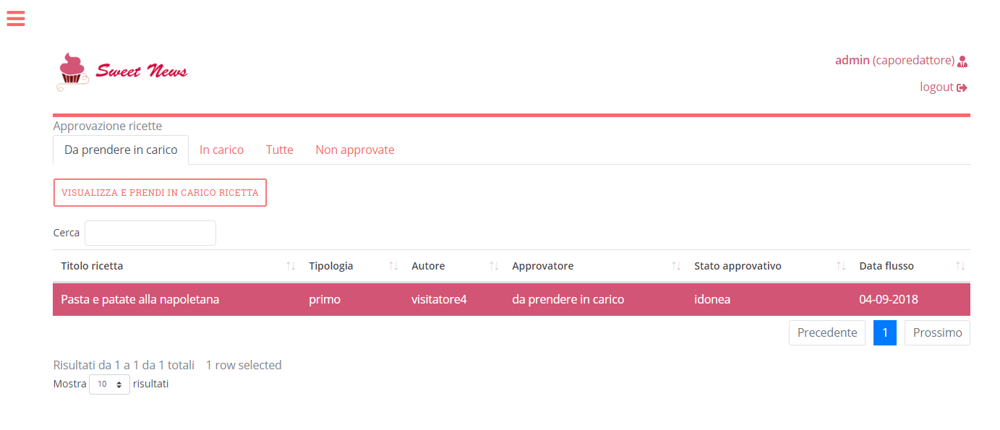 Sweet News
admin (caporedattore)
logout
Approvazione ricette
Da prendere in carico In carico Tutte Non approvate
VISUALIZZA E PRENDI IN CARICO RICETTA
Cerca
Titolo ricetta Tipologia Autore Approvatore Stato approvativo Data flusso
Pasta e patate alla napoletana primo visitatore4 da prendere in carico idonea 04-09-2018
Precedente 1 Prossimo
Risultati da 1 a 1 da 1 totali 1 row selected
Mostra 10 risultati